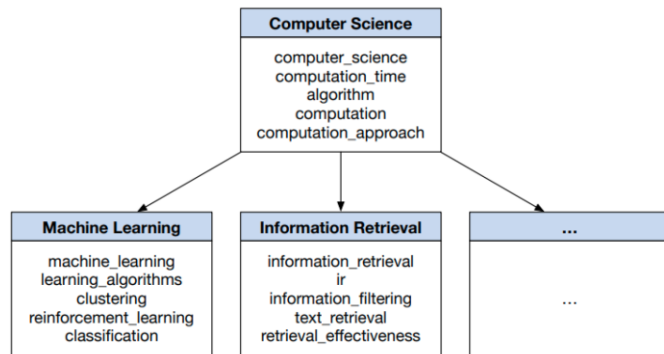 Computer Science
computer_science
computation_time
algorithm
computation
computation_approach
Machine Learning
machine_learning
learning_algorithms
clustering
reinforcement_learning
classification
Information Retrieval
information_retrieval
ir
information_filtering
text_retrieval
retrieval_effectiveness
...
...